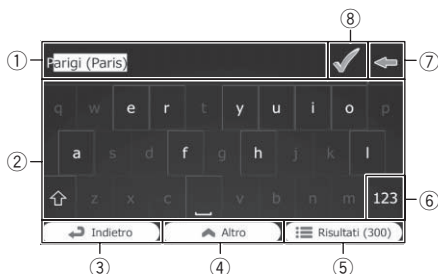 ⑧
① Parigi (Paris) ⑦
② q w e r t y u i o p
a s d f g h j k l
z x c v b n m 123 ⑥
Indietro Altro Risultati (300)
③ ④ ⑤